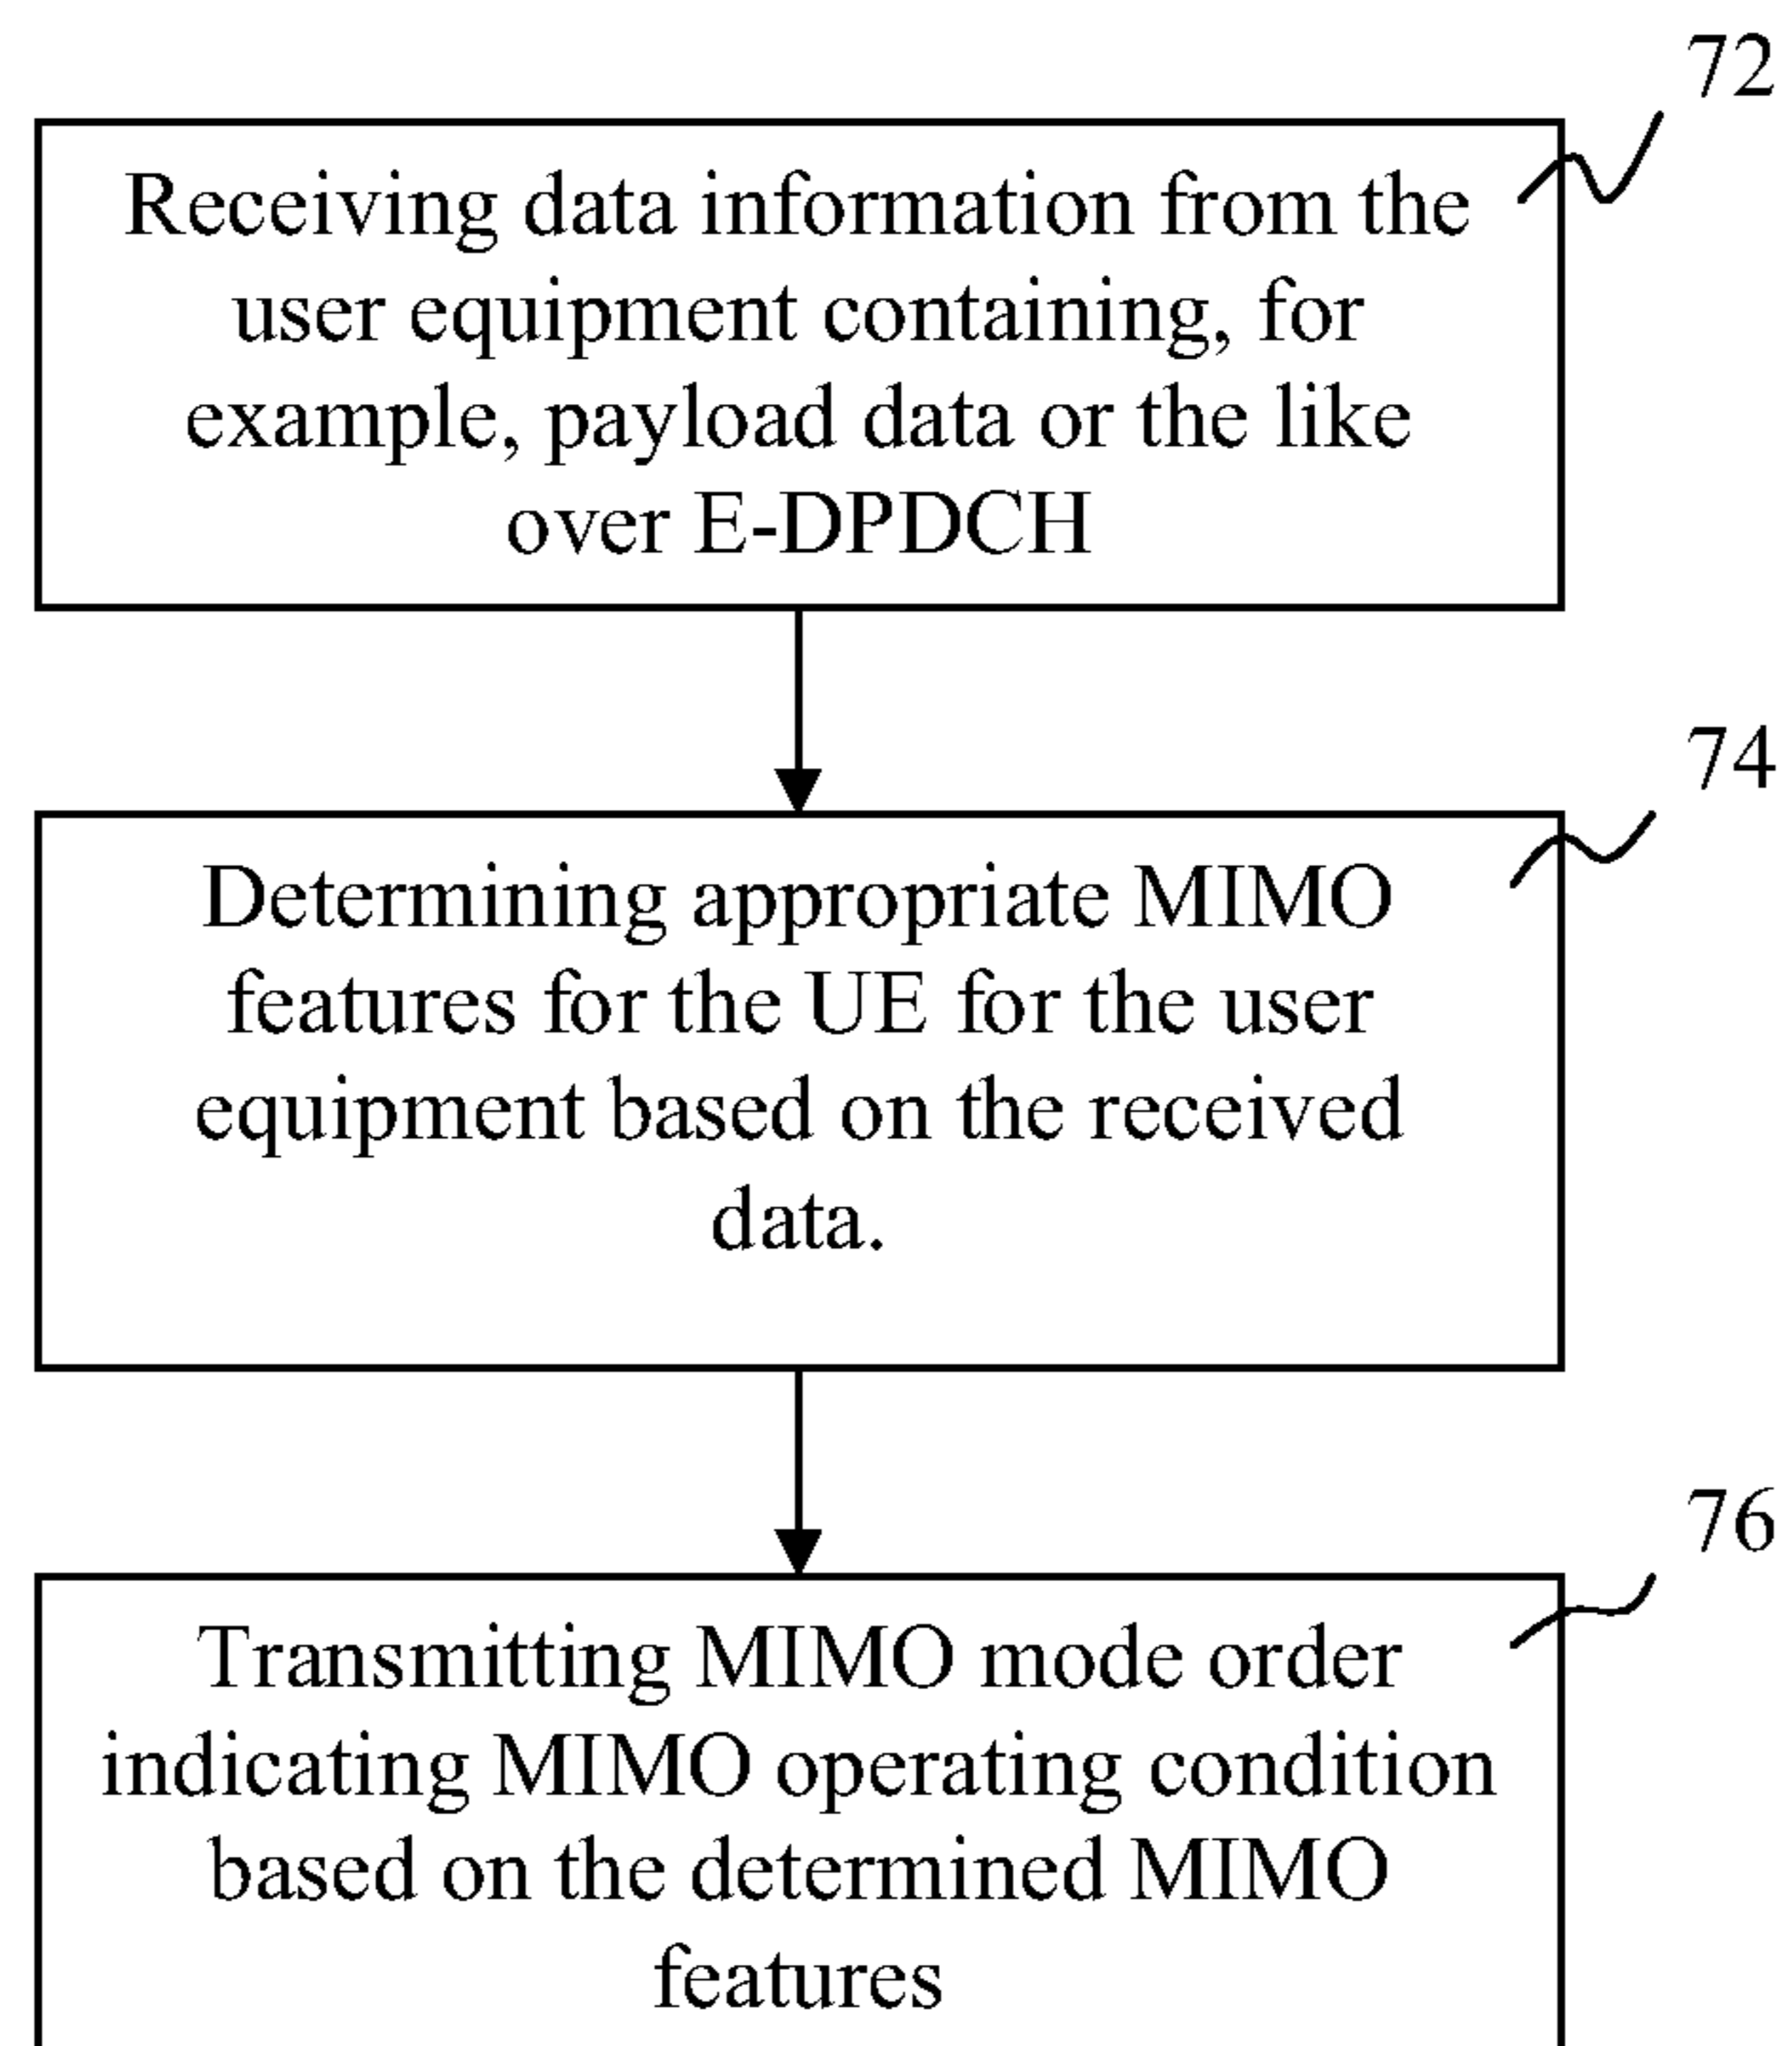 72
Receiving data information from the
user equipment containing, for
example, payload data or the like
over E-DPDCH
74
Determining appropriate MIMO
features for the UE for the user
equipment based on the received
data.
76
Transmitting MIMO mode order
indicating MIMO operating condition
based on the determined MIMO
features